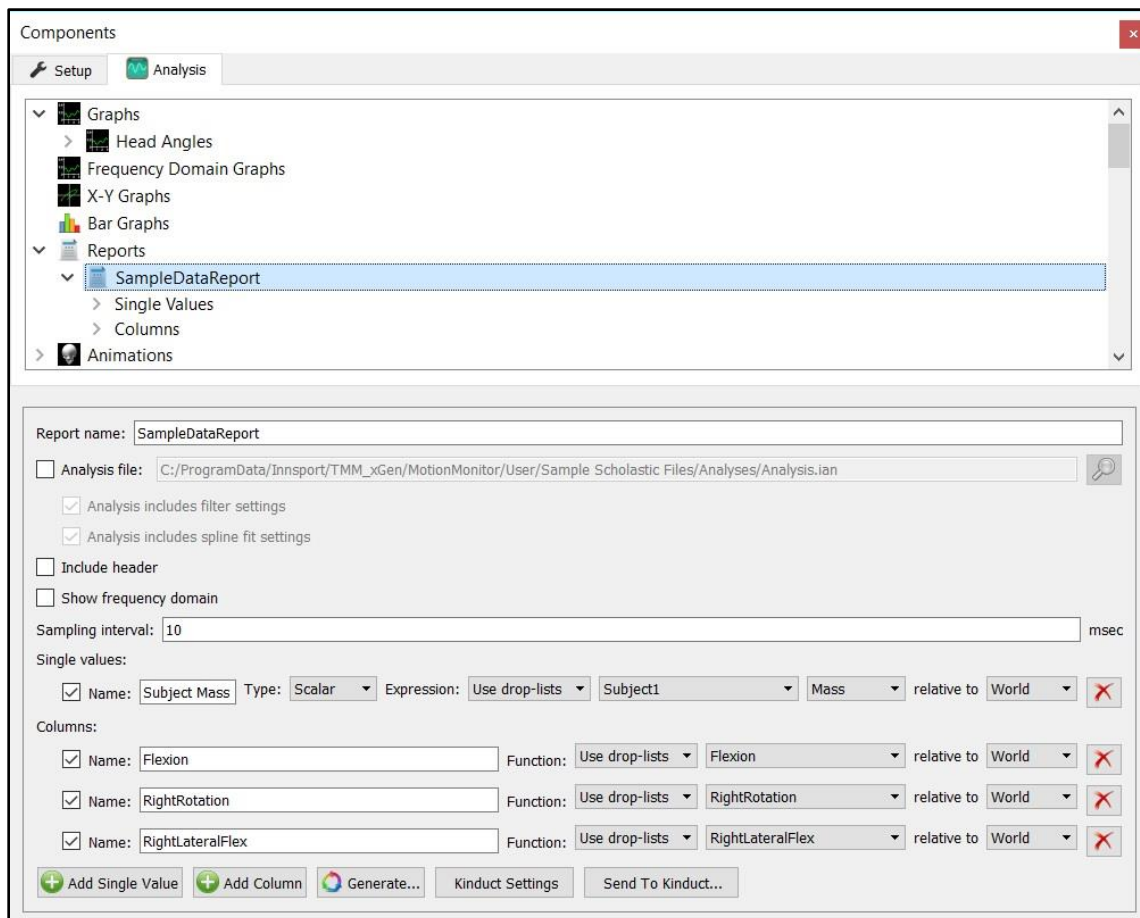 Components
Setup Analysis
Graphs
Head Angles
Frequency Domain Graphs
X-Y Graphs
Bar Graphs
Reports
SampleDataReport
Single Values
Columns
Animations
Report name: SampleDataReport
Analysis file: C:/ProgramData/Innsport/TMM_xGen/MotionMonitor/User/Sample Scholastic Files/Analyses/Analysis.ian
Analysis includes filter settings
Analysis includes spline fit settings
Include header
Show frequency domain
Sampling interval: 10 msec
Single values:
Name: Subject Mass Type: Scalar Expression: Use drop-lists Subject1 Mass relative to World
Columns:
Name: Flexion Function: Use drop-lists Flexion relative to World
Name: RightRotation Function: Use drop-lists RightRotation relative to World
Name: RightLateralFlex Function: Use drop-lists RightLateralFlex relative to World
Add Single Value Add Column Generate... Kinduct Settings Send To Kinduct...